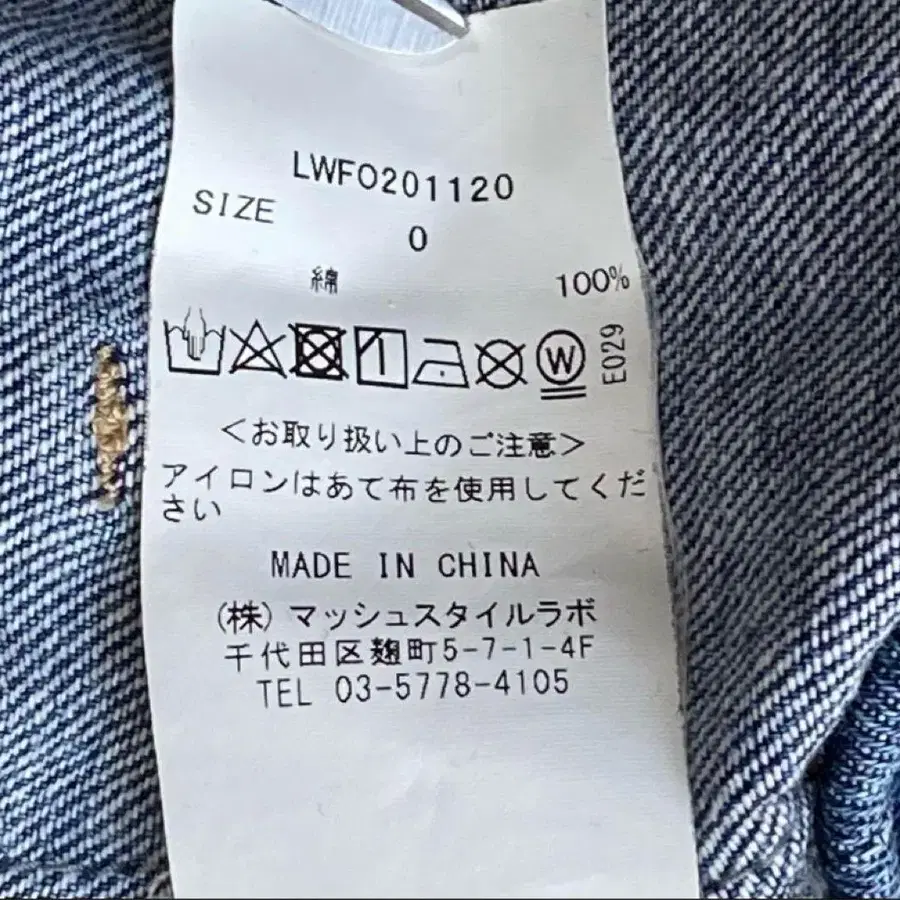 LWFO201120
SIZE
0
綿 100%
W E029
<お取り扱い上のご注意>
アイロンはあて布を使用してくだ
さい
MADE IN CHINA
(株) マッシュスタイルラボ
千代田区麹町5-7-1-4F
TEL 03-5778-4105